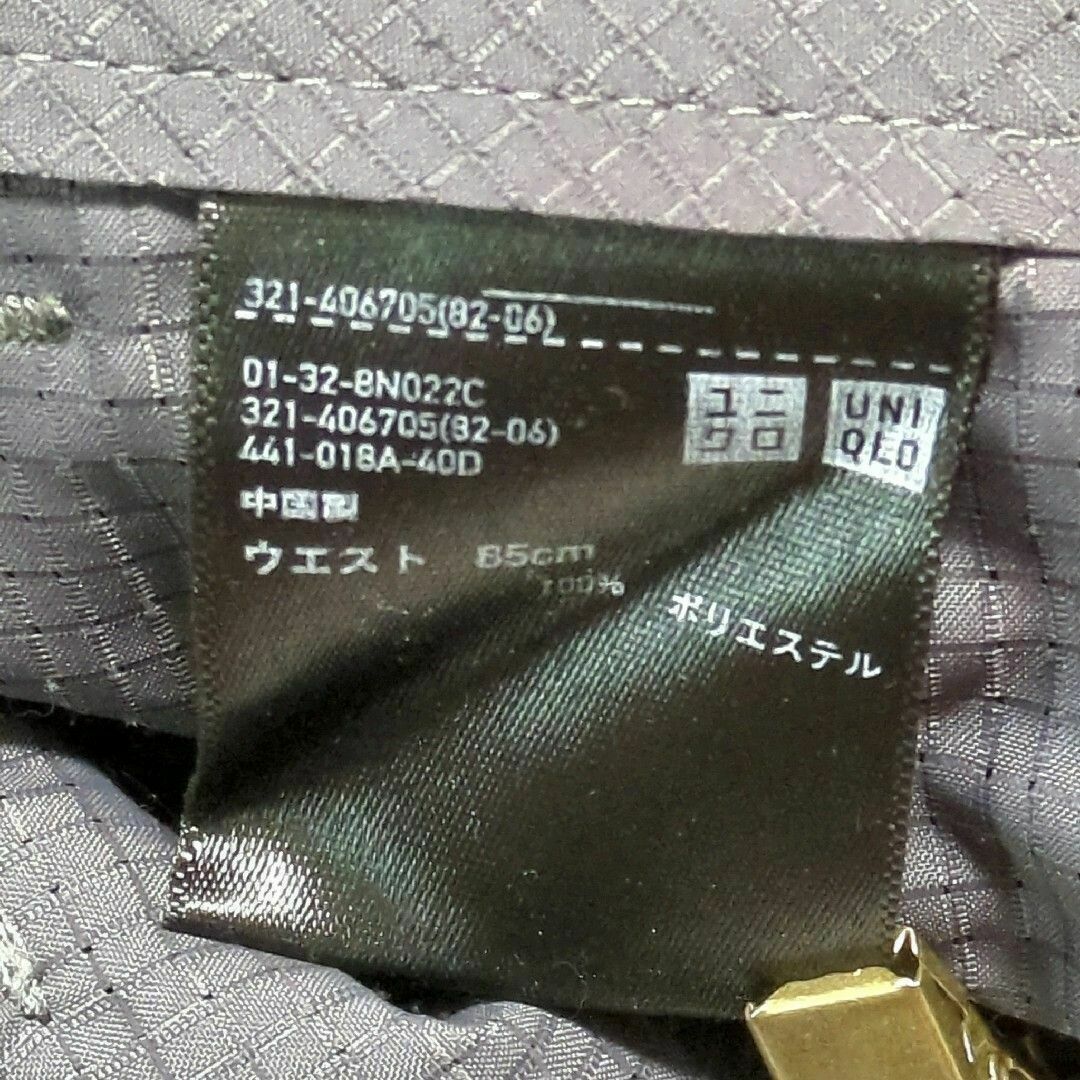 321-406705(82-06)
01-32-8N022C
321-406705(82-06)
441-018A-40D
中国製
ウエスト 85cm
100%
ポリエステル
ユニ
クロ
UNI
QLO